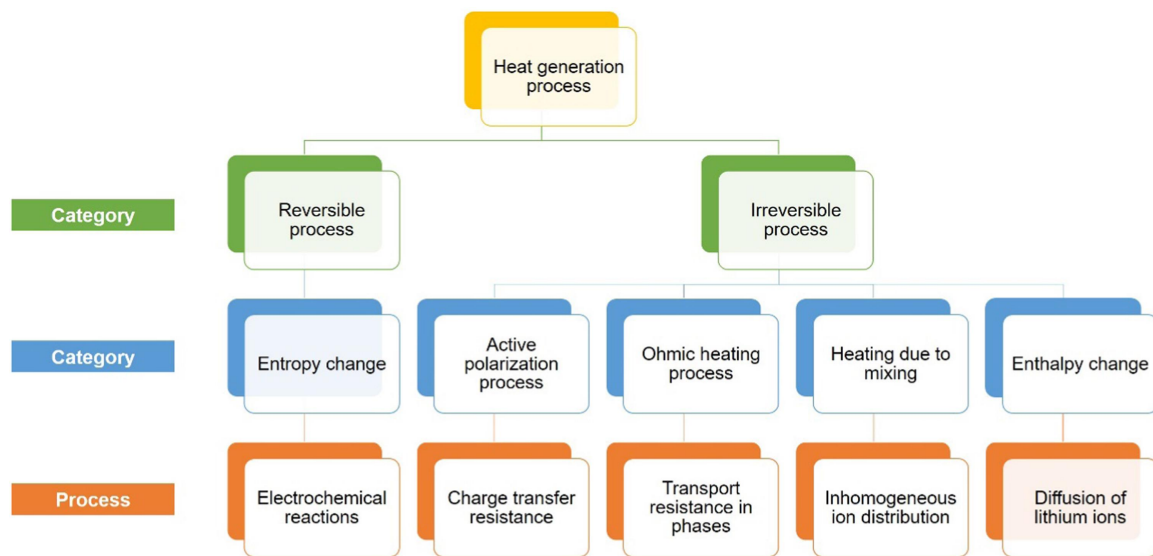 Heat generation
process
Category
Reversible
process
Irreversible
process
Category
Entropy change
Active
polarization
process
Ohmic heating
process
Heating due to
mixing
Enthalpy change
Process
Electrochemical
reactions
Charge transfer
resistance
Transport
resistance in
phases
Inhomogeneous
ion distribution
Diffusion of
lithium ions